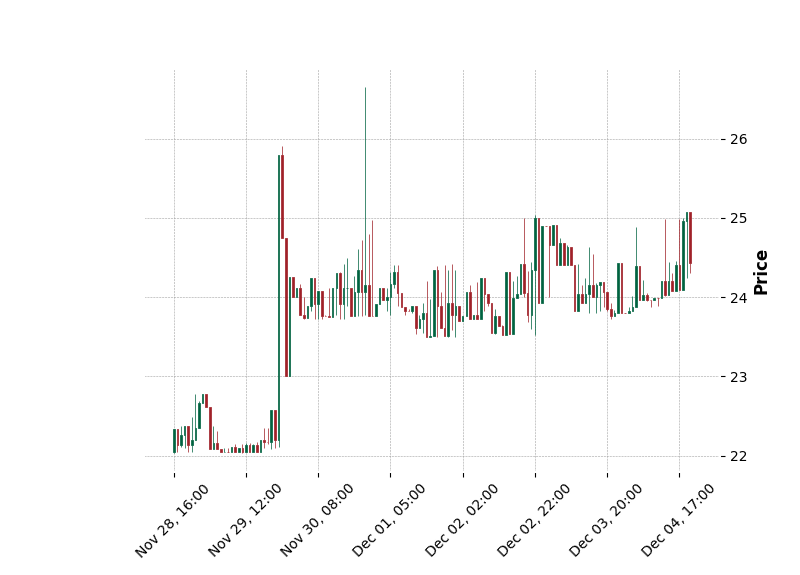 26
25
24
23
22
Price
Nov 28, 16:00
Nov 29, 12:00
Nov 30, 08:00
Dec 01, 05:00
Dec 02, 02:00
Dec 02, 22:00
Dec 03, 20:00
Dec 04, 17:00